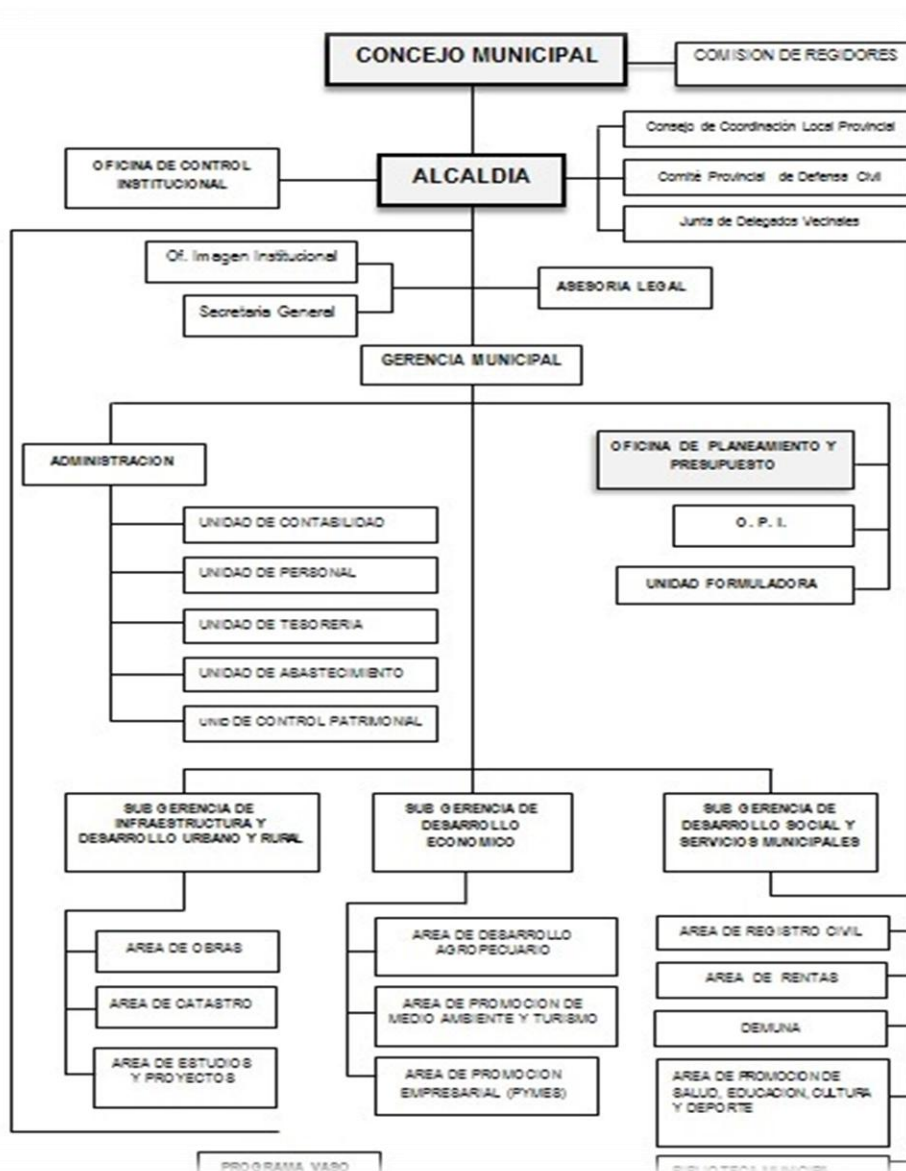 CONCEJO MUNICIPAL
COMISION DE REGIDORES
Consejo de Coordinación Local Provincial
OFICINA DE CONTROL
INSTITUCIONAL
ALCALDIA
Comité Provincial de Defensa Civil
Junta de Delegados Vecinales
Of. Imagen Institucional
ASESORIA LEGAL
Secretaria General
GERENCIA MUNICIPAL
ADMINISTRACION
OFICINA DE PLANEAMIENTO Y
PRESUPUESTO
UNIDAD DE CONTABILIDAD
O. P. I.
UNIDAD DE PERSONAL
UNIDAD FORMULADORA
UNIDAD DE TESORERIA
UNIDAD DE ABASTECIMIENTO
UNID DE CONTROL PATRIMONIAL
SUB GERENCIA DE
INFRAESTRUCTURA Y
DESARROLLO URBANO Y RURAL
SUB GERENCIA DE
DESARROLLO
ECONOMICO
SUB GERENCIA DE
DESARROLLO SOCIAL Y
SERVICIOS MUNICIPALES
AREA DE OBRAS
AREA DE CATASTRO
AREA DE ESTUDIOS
Y PROYECTOS
AREA DE DESARROLLO
AGROPECUARIO
AREA DE PROMOCION DE
MEDIO AMBIENTE Y TURISMO
AREA DE PROMOCION
EMPRESARIAL (PYMES)
AREA DE REGISTRO CIVIL
AREA DE RENTAS
DEMUNA
AREA DE PROMOCION DE
SALUD, EDUCACION, CULTURA
Y DEPORTE
PROGRAMA VASO
BIBLIOTECA